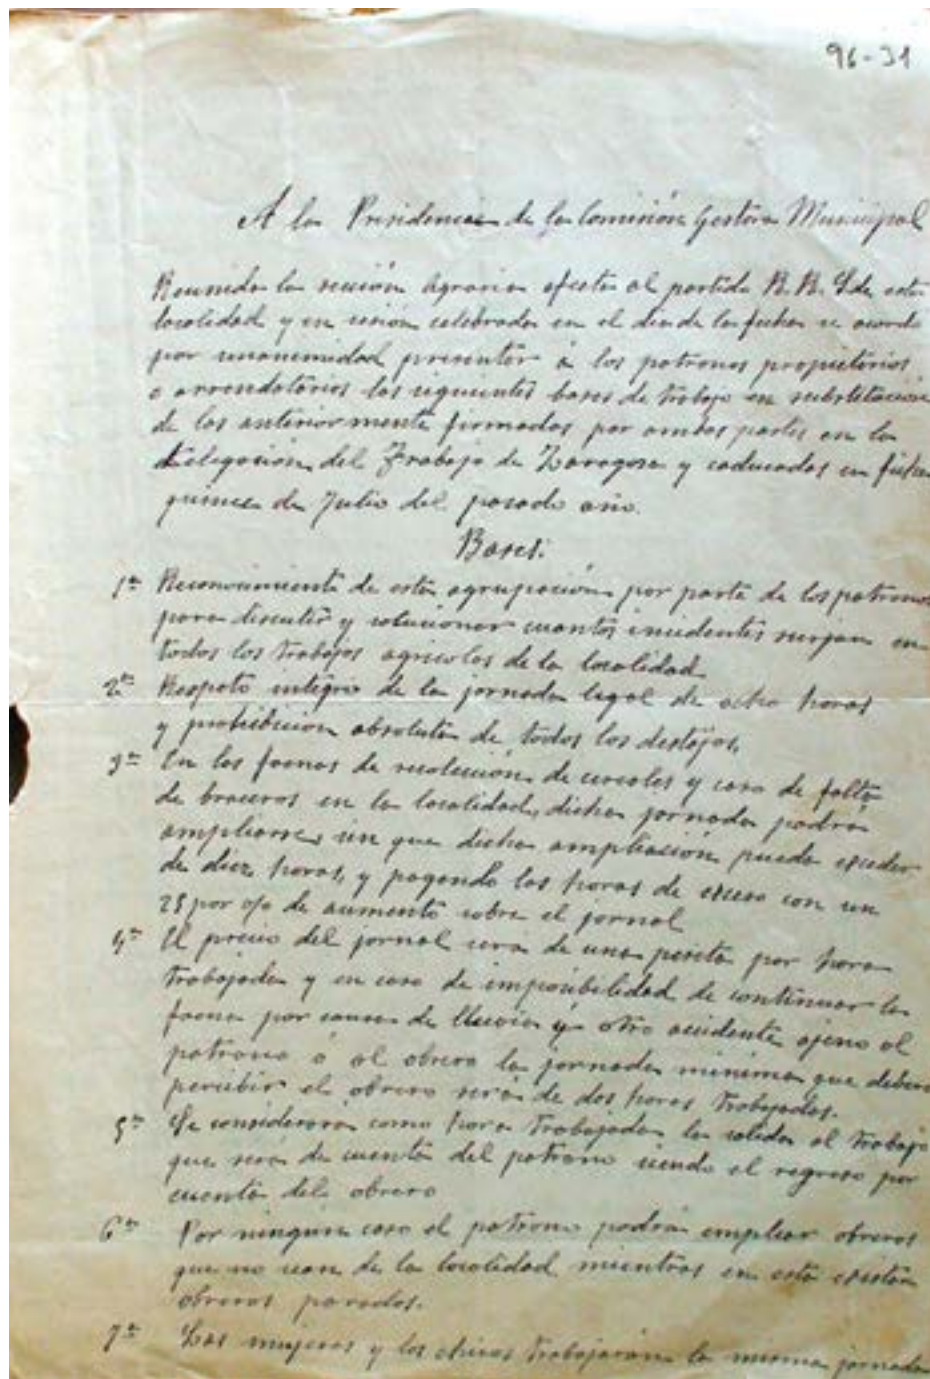 96-31
A la Presidencia de la Comisión Gestora Municipal
Reunida la sección Agraria afecta al partida R. R. S. de esta
localidad y en sesión celebrada en el dia de la fecha se acordo
por unanimidad presentar á los patronos propietarios
o arrendatarios las siguientes bases de trabajo en substitución
de las anteriormente firmadas por ambas partes en la
Delegación del Trabajo de Zaragoza y caducadas en fecha
quince de Julio del pasado año.
Bases:
1ª Reconocimiento de esta agrupación por parte de los patronos
para discutir y solucionar cuantos incidentes surjan en
todos los trabajos agricolas de la localidad
2ª Respeto integro de la jornada legal de ocho horas
y prohibición absoluta de todos los destajos,
3ª En las faenas de recolección de cereales y caso de falta
de braceros en la localidad, dicha jornada podrá
ampliarse, sin que dicha ampliación pueda exceder
de diez horas, y pagando las horas de exceso con un
25 por o/o de aumento sobre el jornal
4ª El precio del jornal será de una peseta por hora
trabajada y en caso de imposibilidad de continuar la
faena por causa de lluvia y otro accidente ajeno al
patrono ó al obrero la jornada minima que debera
percibir el obrero será de dos horas trabajadas.
5ª Se considerará como hora trabajada la salida al trabajo
que sera de cuenta del patrono siendo el regreso por
cuenta del obrero
6ª Por ningun caso el patrono podrá emplear obreros
que no sean de la localidad mientras en esta existan
obreros parados.
7ª Las mujeres y los chicos trabajarán la misma jornada